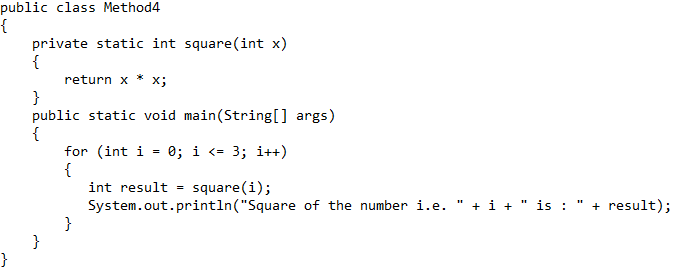 public class Method4
{
    private static int square(int x)
    {
        return x * x;
    }
    public static void main(String[] args)
    {
        for (int i = 0; i <= 3; i++)
        {
           int result = square(i);
           System.out.println("Square of the number i.e. " + i + " is : " + result);
        }
    }
}